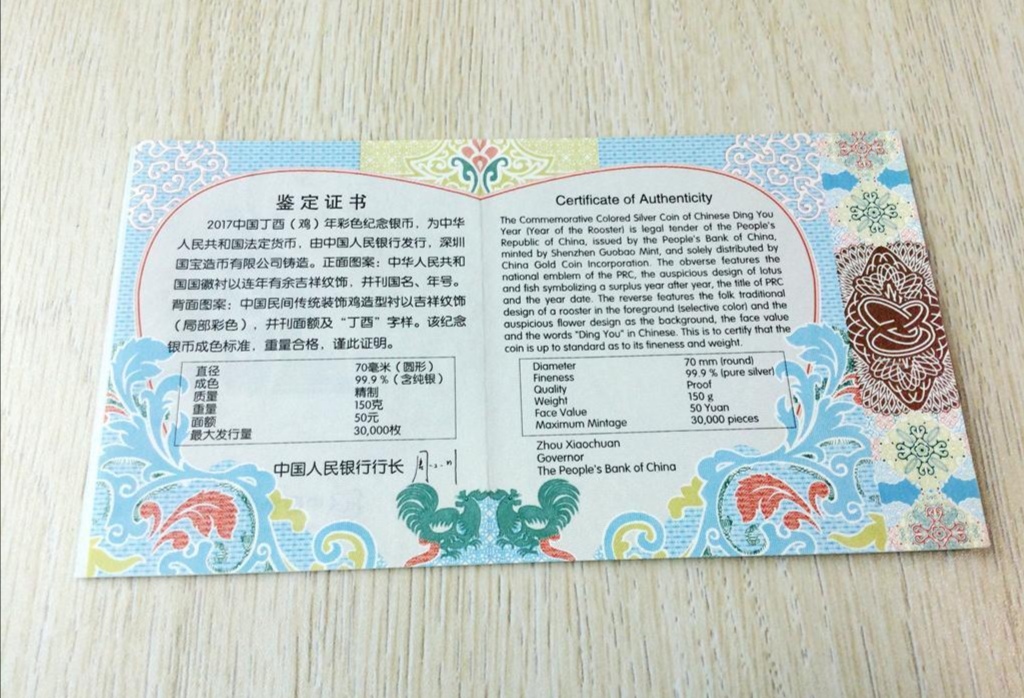 鉴定证书
2017中国丁酉（鸡）年彩色纪念银币，为中华
人民共和国法定货币，由中国人民银行发行，深圳
国宝造币有限公司铸造。正面图案：中华人民共和
国国徽衬以连年有余吉祥纹饰，并刊国名、年号。
背面图案：中国民间传统装饰鸡造型衬以吉祥纹饰
（局部彩色），并刊面额及“丁酉”字样。该纪念
银币成色标准，重量合格，谨此证明。
直径 70毫米（圆形）
成色 99.9％（含纯银）
质量 精制
重量 150克
面额 50元
最大发行量 30,000枚
中国人民银行行长
Certificate of Authenticity
The Commemorative Colored Silver Coin of Chinese Ding You
Year (Year of the Rooster) is legal tender of the People's
Republic of China, issued by the People's Bank of China,
minted by Shenzhen Guobao Mint, and solely distributed by
China Gold Coin Incorporation. The obverse features the
national emblem of the PRC, the auspicious design of lotus
and fish symbolizing a surplus year after year, the title of PRC
and the year date. The reverse features the folk traditional
design of a rooster in the foreground (selective color) and the
auspicious flower design as the background, the face value
and the words "Ding You" in Chinese. This is to certify that the
coin is up to standard as to its fineness and weight.
Diameter 70 mm (round)
Fineness 99.9 % (pure silver)
Quality Proof
Weight 150 g
Face Value 50 Yuan
Maximum Mintage 30,000 pieces
Zhou Xiaochuan
Governor
The People's Bank of China